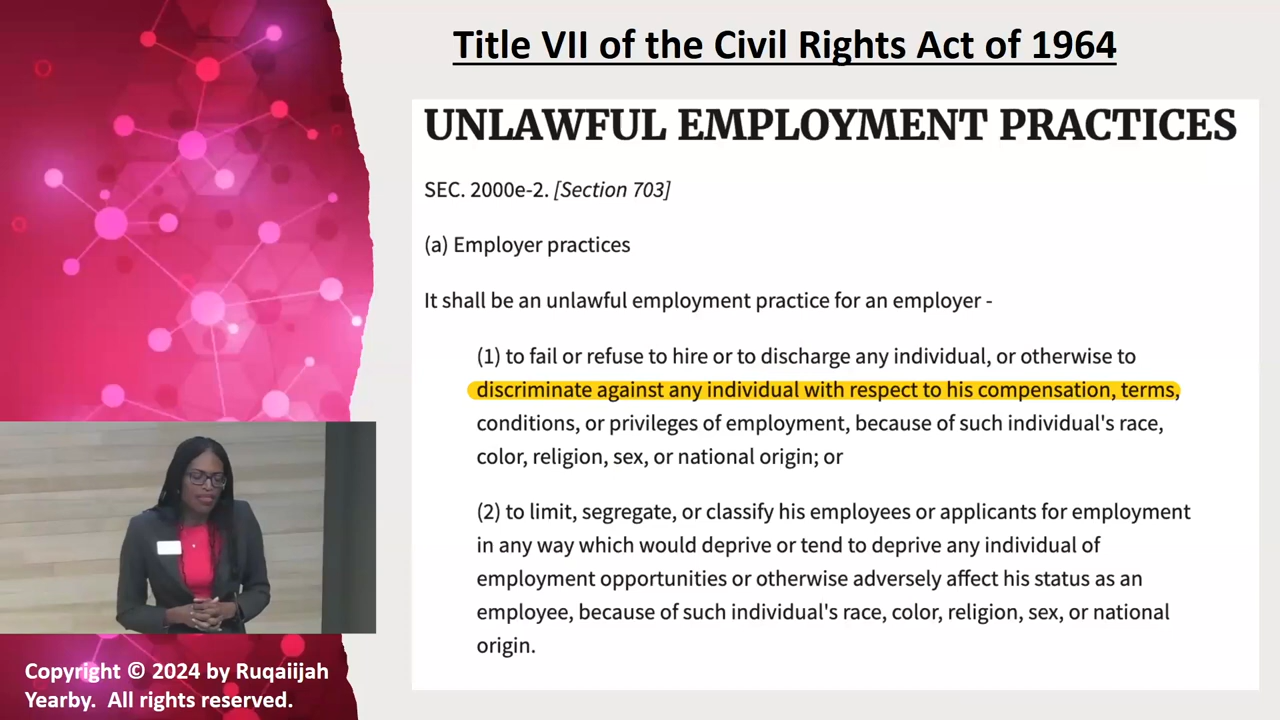 Title VII of the Civil Rights Act of 1964
UNLAWFUL EMPLOYMENT PRACTICES
SEC. 2000e-2. [Section 703]
(a) Employer practices
It shall be an unlawful employment practice for an employer -
(1) to fail or refuse to hire or to discharge any individual, or otherwise to
discriminate against any individual with respect to his compensation, terms,
conditions, or privileges of employment, because of such individual's race,
color, religion, sex, or national origin; or
(2) to limit, segregate, or classify his employees or applicants for employment
in any way which would deprive or tend to deprive any individual of
employment opportunities or otherwise adversely affect his status as an
employee, because of such individual's race, color, religion, sex, or national
origin.
Copyright © 2024 by Ruqaiijah
Yearby.  All rights reserved.